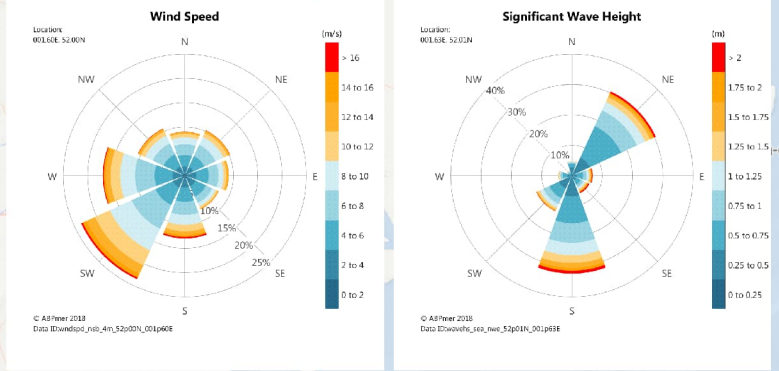 Wind Speed
Location:
001.60E, 52.00N
(m/s)
> 16
14 to 16
12 to 14
10 to 12
8 to 10
6 to 8
4 to 6
2 to 4
0 to 2
N
NE
E
SE
S
SW
W
NW
10%
15%
20%
25%
© ABPmer 2018
Data ID:wndspd_nsb_4m_52p00N_001p60E
Significant Wave Height
Location:
001.63E, 52.01N
(m)
> 2
1.75 to 2
1.5 to 1.75
1.25 to 1.5
1 to 1.25
0.75 to 1
0.5 to 0.75
0.25 to 0.5
0 to 0.25
N
NE
E
SE
S
SW
W
NW
40%
30%
20%
10%
© ABPmer 2018
Data ID:wavehs_sea_nwe_52p01N_001p63E